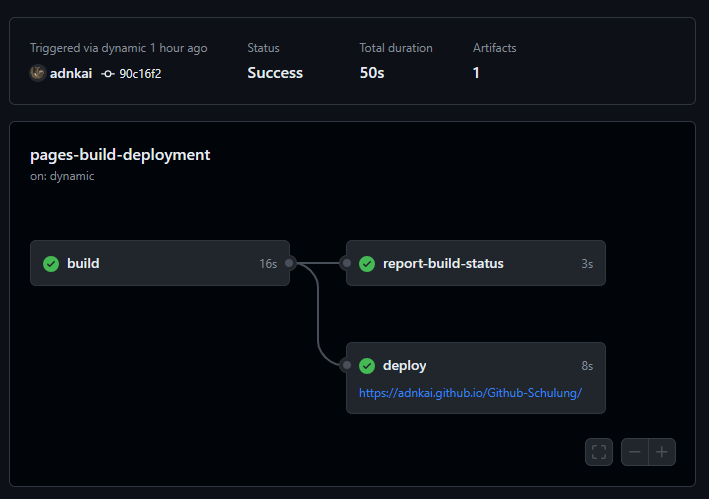 Triggered via dynamic 1 hour ago
adnkai 90c16f2
Status
Success
Total duration
50s
Artifacts
1
pages-build-deployment
on: dynamic
build 16s
report-build-status 3s
deploy 8s
https://adnkai.github.io/Github-Schulung/